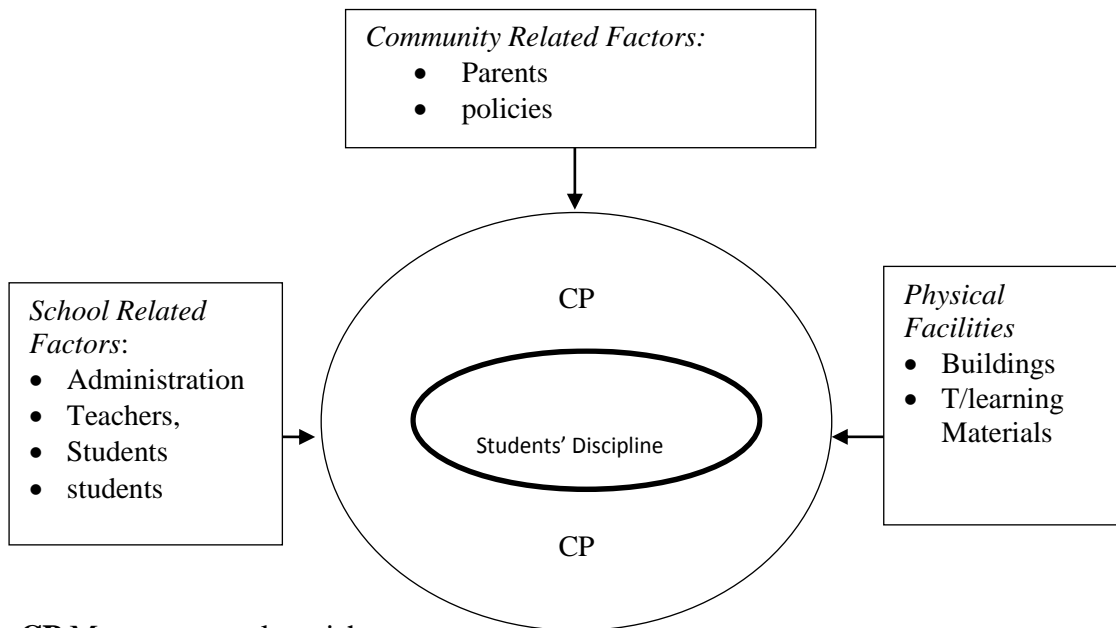 Community Related Factors:
• Parents
• policies
CP
School Related
Factors:
• Administration
• Teachers,
• Students
• students
Physical
Facilities
• Buildings
• T/learning
Materials
Students’ Discipline
CP
CP